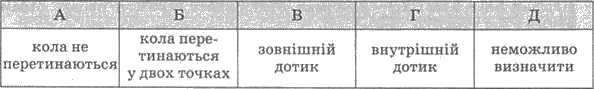 А Б В Г Д
кола не перетинаються
кола пере-
тинаються
у двох точках
зовнішній
дотик
внутрішній
дотик
неможливо
визначити